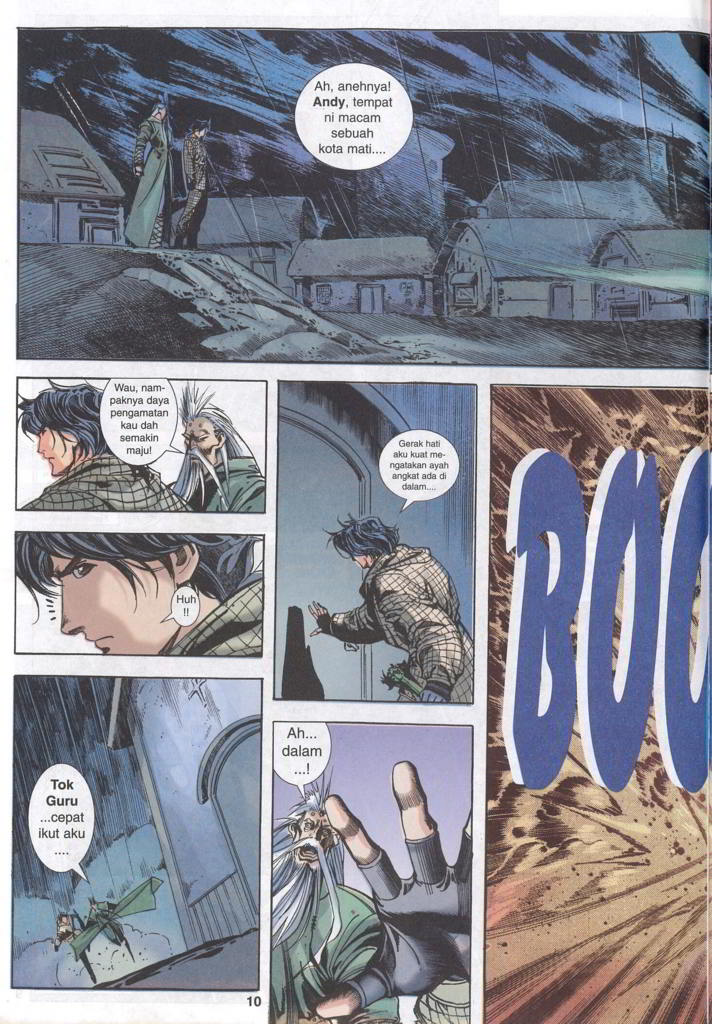 Ah, anehnya!
Andy, tempat
ni macam
sebuah
kota mati....
Wau, nam-
paknya daya
pengamatan
kau dah
semakin
maju!
Huh
!!
Tok
Guru
...cepat
ikut aku
....
Gerak hati
aku kuat me-
ngatakan ayah
angkat ada di
dalam....
Ah...
dalam
...!
BOO
10